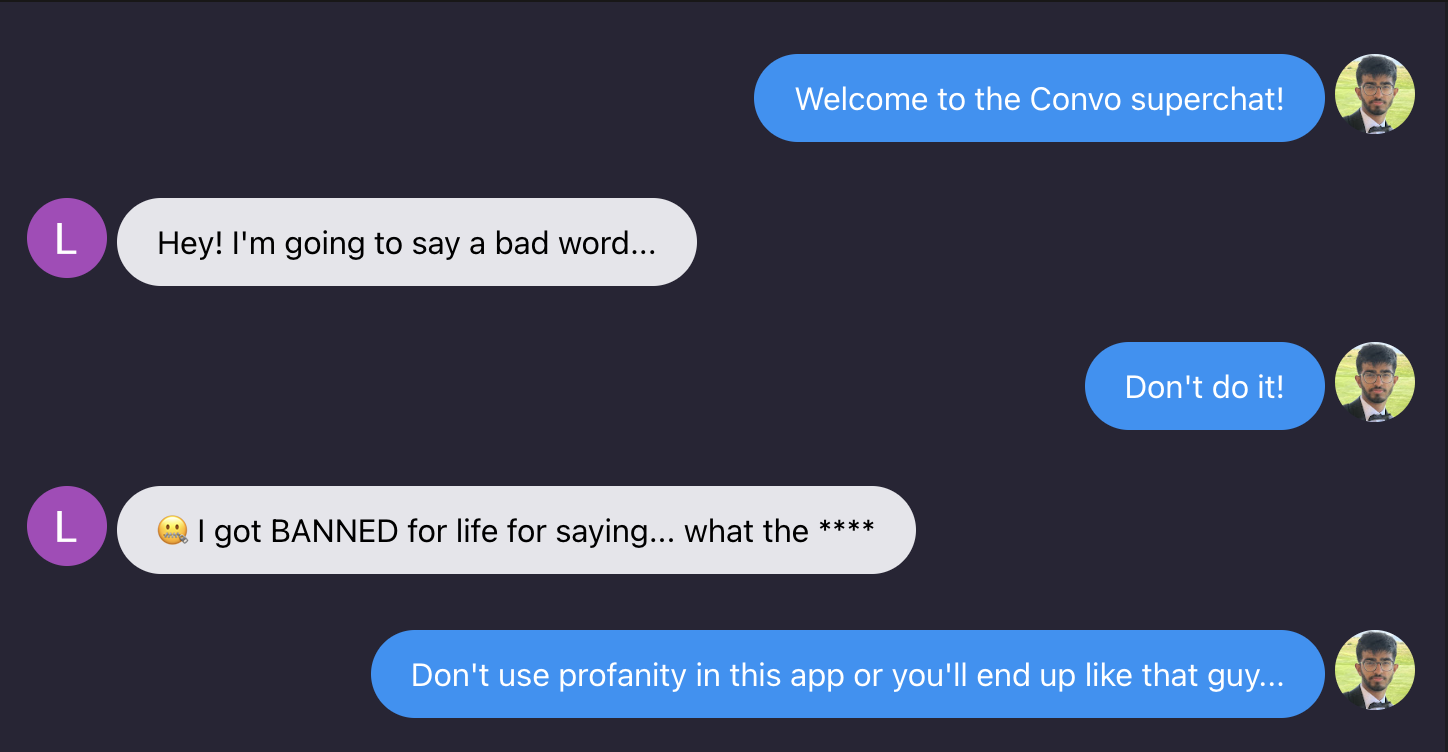 Welcome to the Convo superchat!
L
Hey! I'm going to say a bad word...
Don't do it!
L
🤐 I got BANNED for life for saying... what the ****
Don't use profanity in this app or you'll end up like that guy...